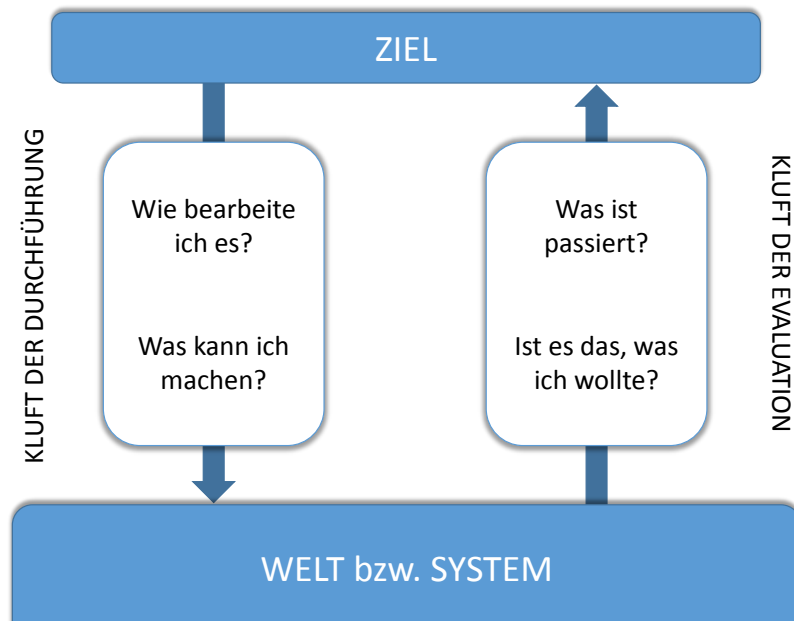 ZIEL
KLUFT DER DURCHFÜHRUNG
Wie bearbeite
ich es?
Was kann ich
machen?
Was ist
passiert?
Ist es das, was
ich wollte?
KLUFT DER EVALUATION
WELT bzw. SYSTEM